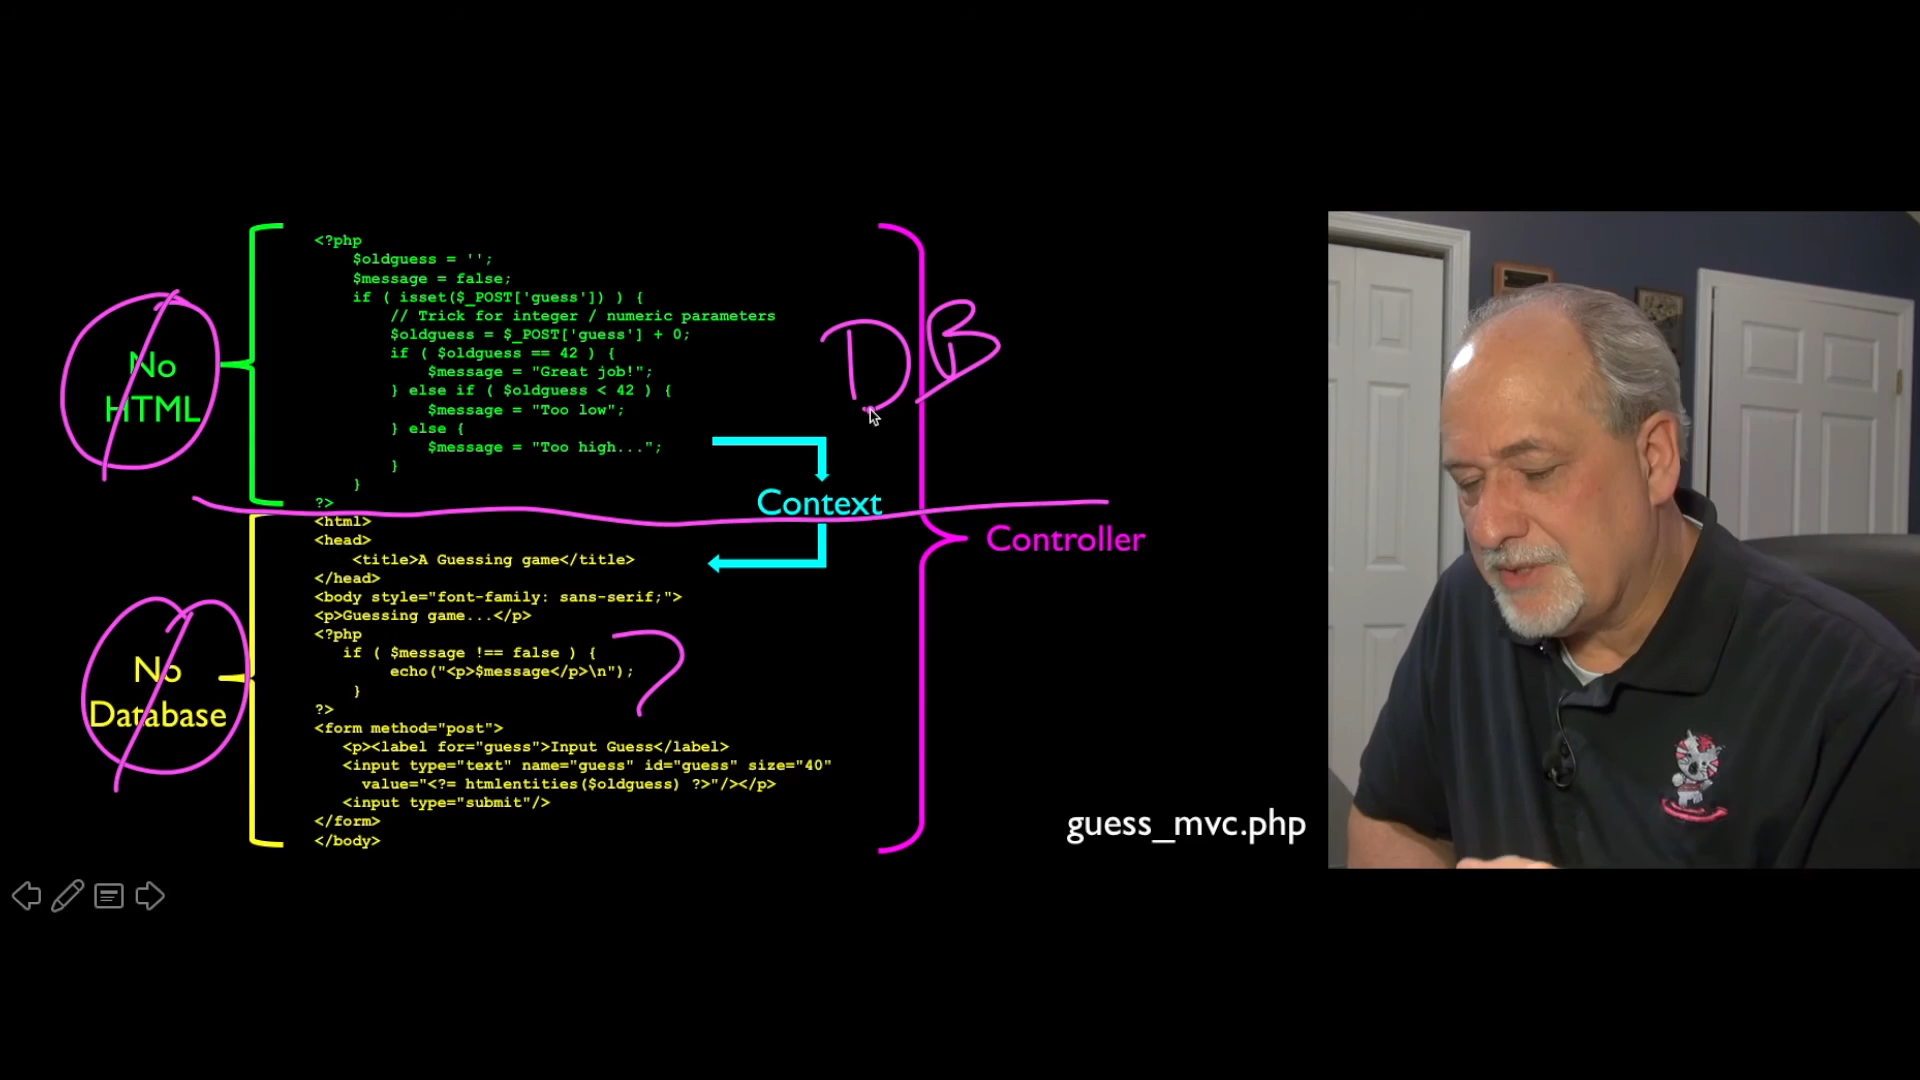 <?php
$oldguess = '';
$message = false;
if ( isset($_POST['guess']) ) {
// Trick for integer / numeric parameters
$oldguess = $_POST['guess'] + 0;
if ( $oldguess == 42 ) {
$message = "Great job!";
} else if ( $oldguess < 42 ) {
$message = "Too low";
} else {
$message = "Too high...";
}
}
?>
<html>
<head>
<title>A Guessing game</title>
</head>
<body style="font-family: sans-serif;">
<p>Guessing game...</p>
<?php
if ( $message !== false ) {
echo("<p>$message</p>\n");
}
?>
<form method="post">
<p><label for="guess">Input Guess</label>
<input type="text" name="guess" id="guess" size="40"
value="<?= htmlentities($oldguess) ?>"/></p>
<input type="submit"/>
</form>
</body>
No
HTML
No
Database
DB
Context
?
Controller
guess_mvc.php